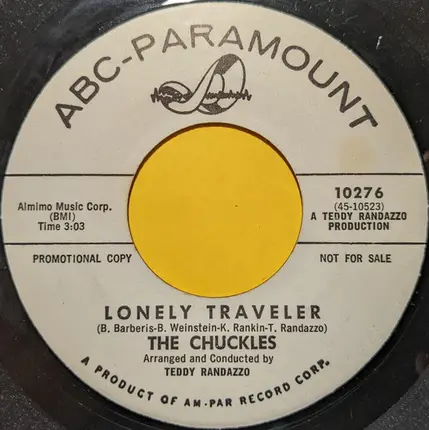 ABC-PARAMOUNT
Almimo Music Corp.
(BMI)
Time 3:03
10276
(45-10523)
A TEDDY RANDAZZO
PRODUCTION
PROMOTIONAL COPY
NOT FOR SALE
LONELY TRAVELER
(B. Barberis-B. Weinstein-K. Rankin-T. Randazzo)
THE CHUCKLES
Arranged and Conducted by
TEDDY RANDAZZO
A PRODUCT OF AM-PAR RECORD CORP.